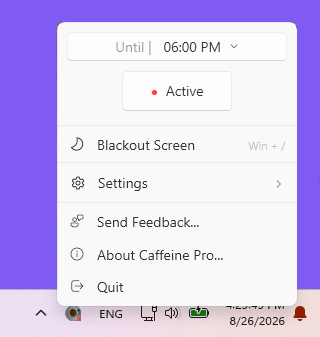 Until | 06:00 PM
Active
Blackout Screen Win + /
Settings
Send Feedback...
About Caffeine Pro...
Quit
ENG
8/26/2026